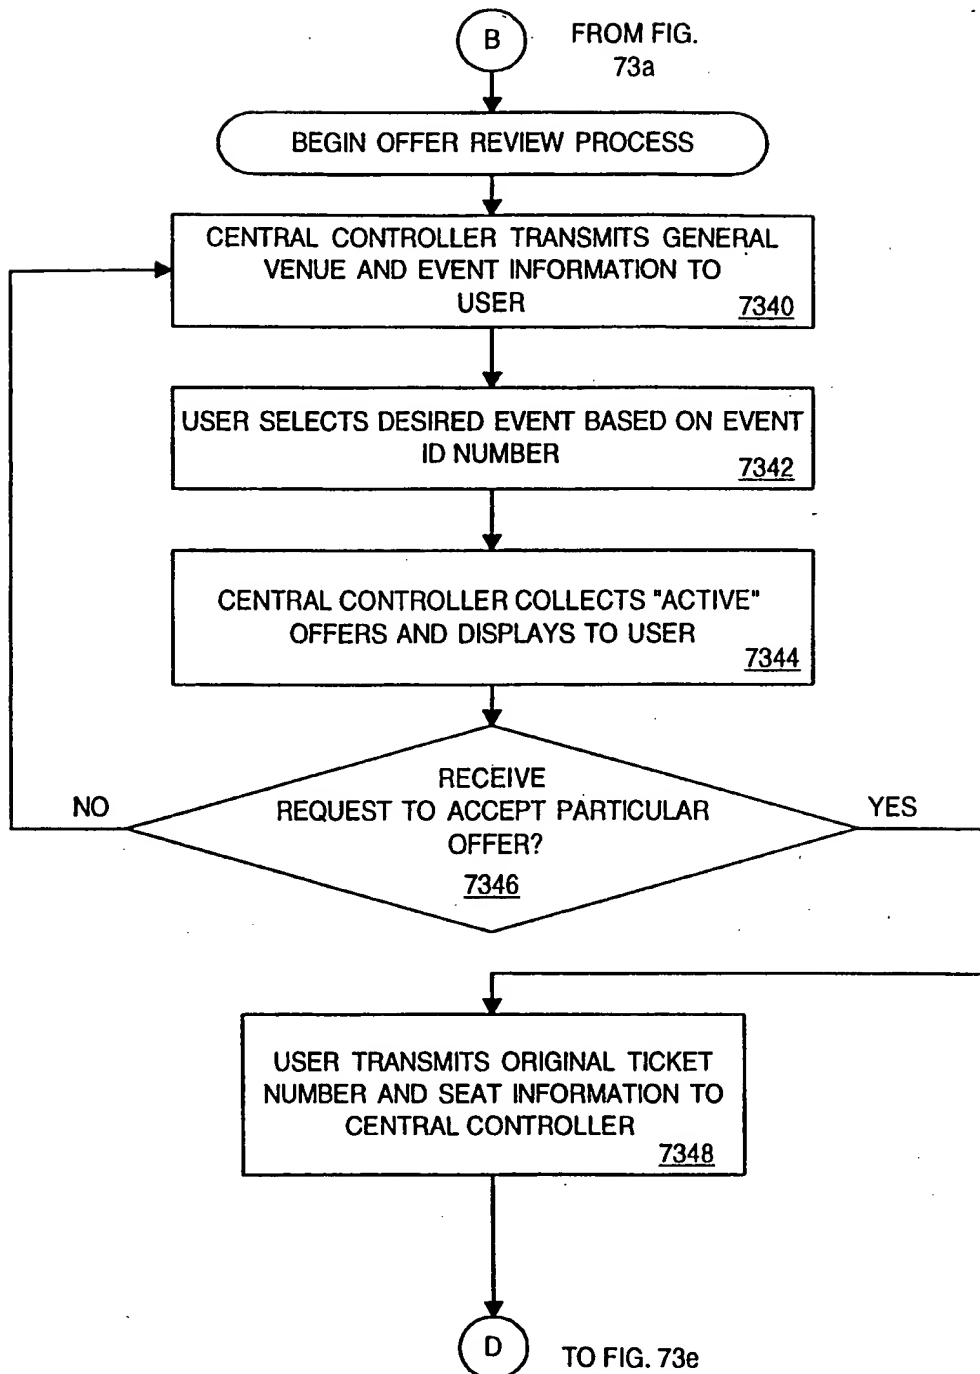 B
FROM FIG.
73a
BEGIN OFFER REVIEW PROCESS
CENTRAL CONTROLLER TRANSMITS GENERAL
VENUE AND EVENT INFORMATION TO
USER
7340
USER SELECTS DESIRED EVENT BASED ON EVENT
ID NUMBER
7342
CENTRAL CONTROLLER COLLECTS "ACTIVE"
OFFERS AND DISPLAYS TO USER
7344
RECEIVE
REQUEST TO ACCEPT PARTICULAR
OFFER?
7346
NO
YES
USER TRANSMITS ORIGINAL TICKET
NUMBER AND SEAT INFORMATION TO
CENTRAL CONTROLLER
7348
D
TO FIG. 73e